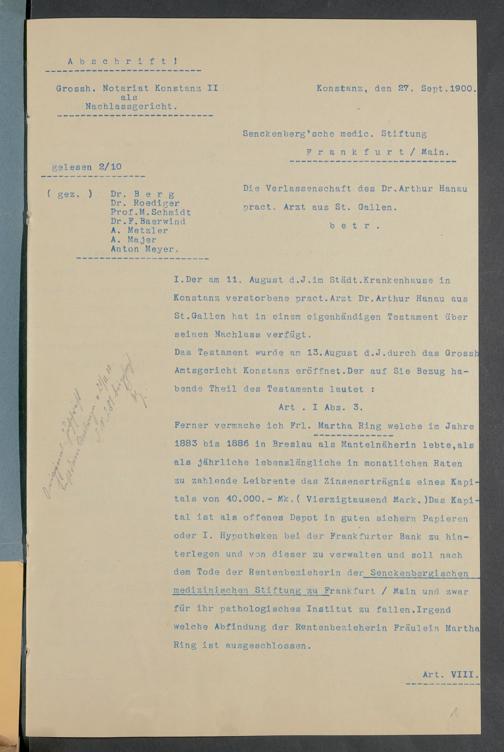 Abschrift!
Grossh. Notariat Konstanz II
als
Nachlassgericht.
Konstanz, den 27. Sept.1900.
Senckenberg'sche medic. Stiftung
Frankfurt / Main.
gelesen 2/10
( gez. ) Dr. Berg
Dr. Roediger
Prof.M.Schmidt
Dr.F.Baerwind
A. Metzler
A. Majer
Anton Meyer.
Die Verlassenschaft des Dr.Arthur Hanau
pract. Arzt aus St. Gallen.
betr.
I.Der am 11. August d.J.im Städt.Krankenhause in
Konstanz verstorbene pract.Arzt Dr.Arthur Hanau aus
St.Gallen hat in einem eigenhändigen Testament über
seinen Nachlass verfügt.
Das Testament wurde am 13.August d.J.durch das Grossh
Amtsgericht Konstanz eröffnet.Der auf Sie Bezug ha-
bende Theil des Testaments lautet :
Art . I Abs. 3.
Ferner vermache ich Frl. Martha Ring welche im Jahre
1883 bis 1886 in Breslau als Mantelnäherin lebte,als
als jährliche lebenslängliche in monatlichen Raten
zu zahlende Leibrente das Zinsenerträgnis eines Kapi-
tals von 40.000.- Mk.( Vierzigtausend Mark.)Das Kapi-
tal ist als offenes Depot in guten sichern Papieren
oder I. Hypotheken bei der Frankfurter Bank zu hin-
terlegen und von dieser zu verwalten und soll nach
dem Tode der Rentenbezieherin der Senckenbergischen
medizinischen Stiftung zu Frankfurt / Main und zwar
für ihr pathologisches Institut zu fallen.Irgend
welche Abfindung der Rentenbezieherin Fräulein Martha
Ring ist ausgeschlossen.
Art. VIII.